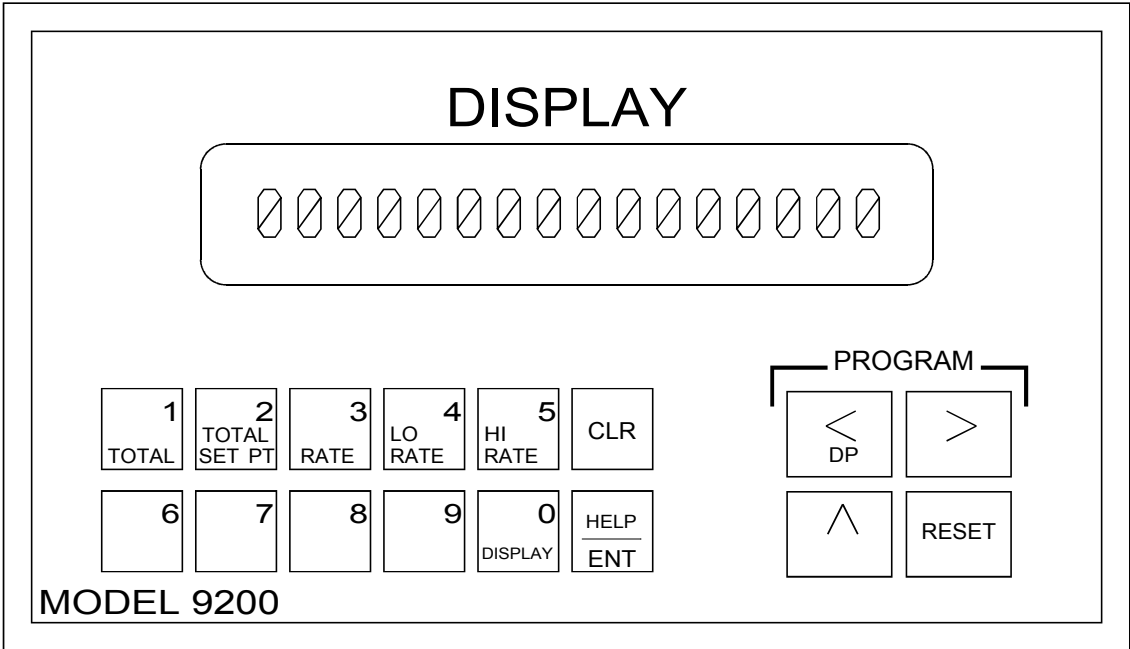 DISPLAY
0000000000000000
PROGRAM
1 TOTAL
2 TOTAL SET PT
3 RATE
4 LO RATE
5 HI RATE
CLR
< DP
>
6
7
8
9
0 DISPLAY
HELP ENT
^
RESET
MODEL 9200